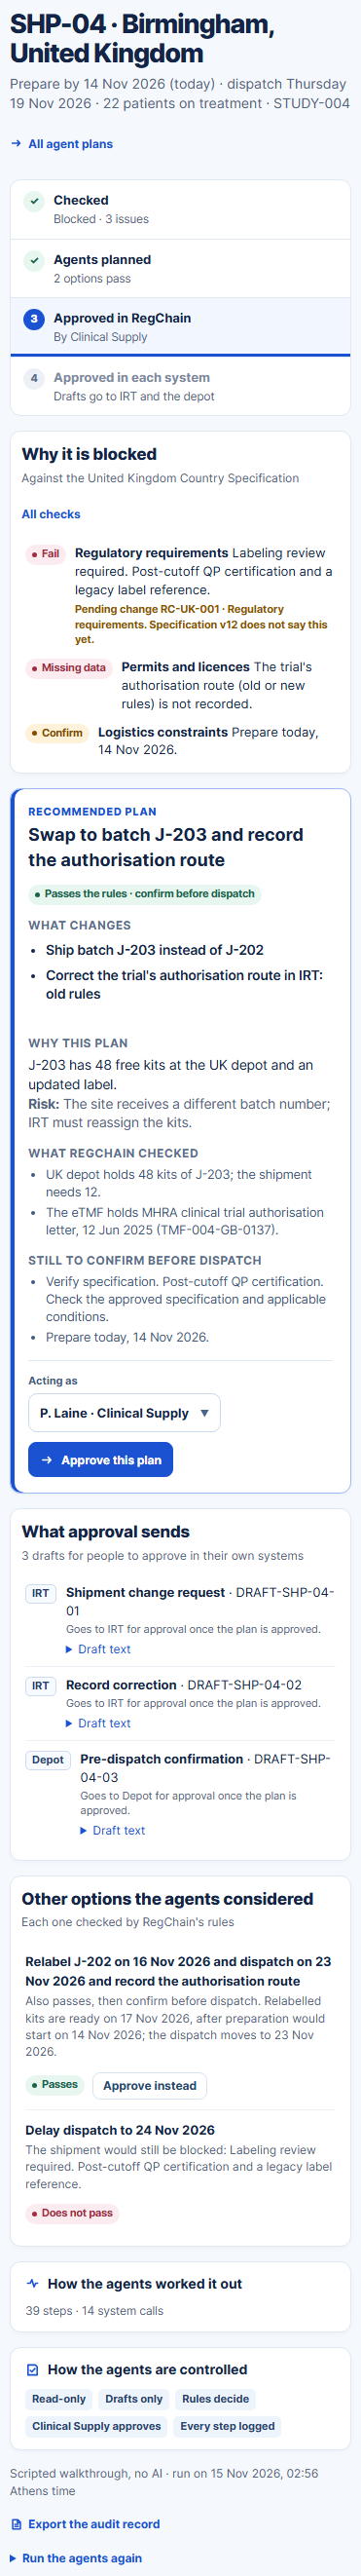 SHP-04 · Birmingham,
United Kingdom
Prepare by 14 Nov 2026 (today) · dispatch Thursday
19 Nov 2026 · 22 patients on treatment · STUDY-004
→ All agent plans
✓ Checked
Blocked · 3 issues
✓ Agents planned
2 options pass
3 Approved in RegChain
By Clinical Supply
4 Approved in each system
Drafts go to IRT and the depot
Why it is blocked
Against the United Kingdom Country Specification
All checks
Fail Regulatory requirements Labeling review
required. Post-cutoff QP certification and a
legacy label reference.
Pending change RC-UK-001 · Regulatory
requirements. Specification v12 does not say this
yet.
Missing data Permits and licences The trial's
authorisation route (old or new
rules) is not recorded.
Confirm Logistics constraints Prepare today,
14 Nov 2026.
RECOMMENDED PLAN
Swap to batch J-203 and record
the authorisation route
Passes the rules · confirm before dispatch
WHAT CHANGES
• Ship batch J-203 instead of J-202
• Correct the trial's authorisation route in IRT:
old rules
WHY THIS PLAN
J-203 has 48 free kits at the UK depot and an
updated label.
Risk: The site receives a different batch number;
IRT must reassign the kits.
WHAT REGCHAIN CHECKED
• UK depot holds 48 kits of J-203; the shipment
needs 12.
• The eTMF holds MHRA clinical trial authorisation
letter, 12 Jun 2025 (TMF-004-GB-0137).
STILL TO CONFIRM BEFORE DISPATCH
• Verify specification. Post-cutoff QP certification.
Check the approved specification and applicable
conditions.
• Prepare today, 14 Nov 2026.
Acting as
P. Laine · Clinical Supply ▼
→ Approve this plan
What approval sends
3 drafts for people to approve in their own systems
IRT Shipment change request · DRAFT-SHP-04-
01
Goes to IRT for approval once the plan is approved.
▶ Draft text
IRT Record correction · DRAFT-SHP-04-02
Goes to IRT for approval once the plan is approved.
▶ Draft text
Depot Pre-dispatch confirmation · DRAFT-SHP-
04-03
Goes to Depot for approval once the plan is
approved.
▶ Draft text
Other options the agents considered
Each one checked by RegChain's rules
Relabel J-202 on 16 Nov 2026 and dispatch on 23
Nov 2026 and record the authorisation route
Also passes, then confirm before dispatch. Relabelled
kits are ready on 17 Nov 2026, after preparation would
start on 14 Nov 2026; the dispatch moves to 23 Nov
2026.
Passes Approve instead
Delay dispatch to 24 Nov 2026
The shipment would still be blocked: Labeling review
required. Post-cutoff QP certification and a legacy label
reference.
Does not pass
How the agents worked it out
39 steps · 14 system calls
How the agents are controlled
Read-only Drafts only Rules decide
Clinical Supply approves Every step logged
Scripted walkthrough, no AI · run on 15 Nov 2026, 02:56
Athens time
Export the audit record
▶ Run the agents again